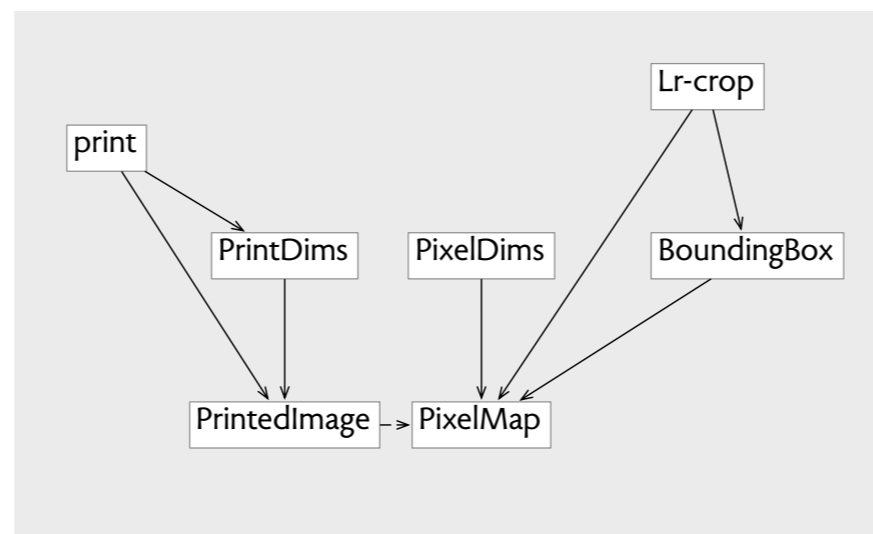 Lr-crop
print
PrintDims
PixelDims
BoundingBox
PrintedImage
PixelMap